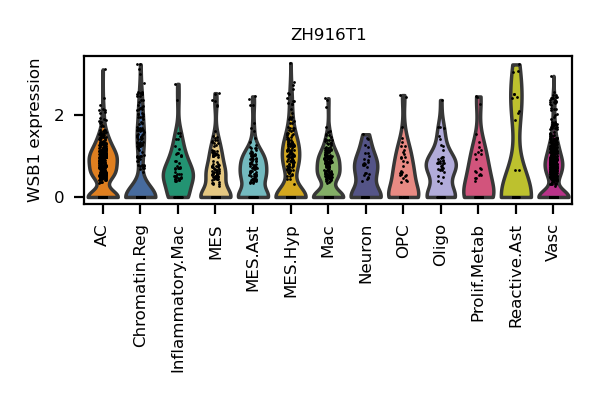 ZH916T1
WSB1 expression
2
0
AC
Chromatin.Reg
Inflammatory.Mac
MES
MES.Ast
MES.Hyp
Mac
Neuron
OPC
Oligo
Prolif.Metab
Reactive.Ast
Vasc